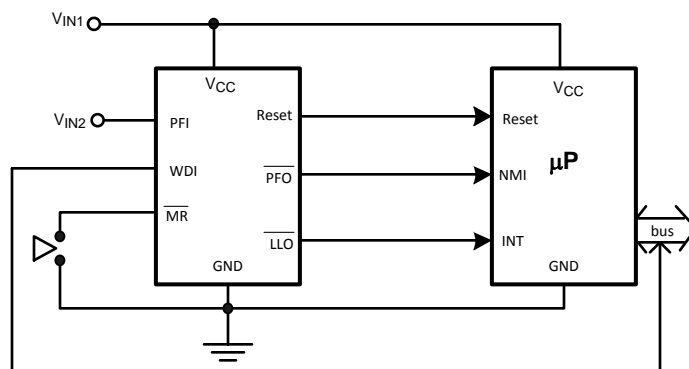 VIN1
VCC
VCC
VIN2
PFI
Reset
Reset
μP
WDI
PFO
NMI
MR
LLO
INT
bus
GND
GND